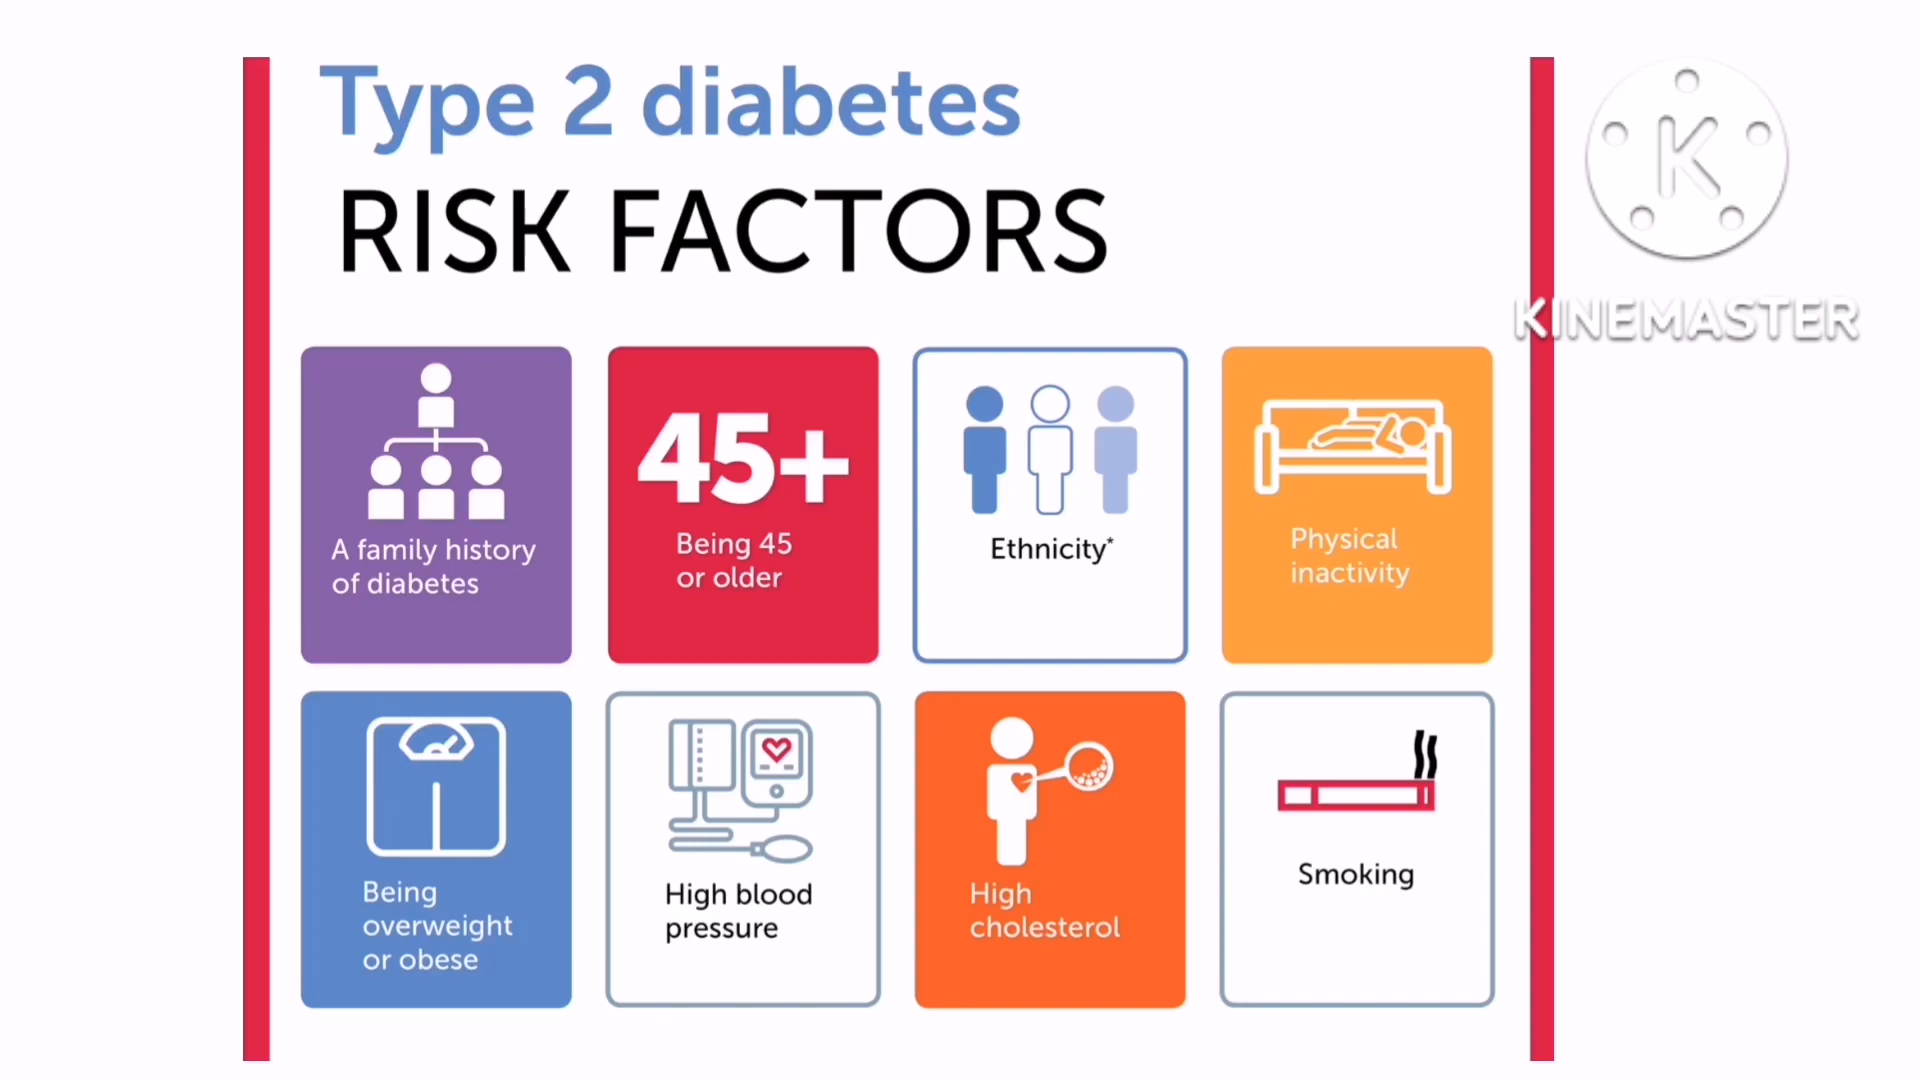 Type 2 diabetes
RISK FACTORS
K
KINEMASTER
A family history
of diabetes
45+
Being 45
or older
Ethnicity*
Physical
inactivity
Being
overweight
or obese
High blood
pressure
High
cholesterol
Smoking